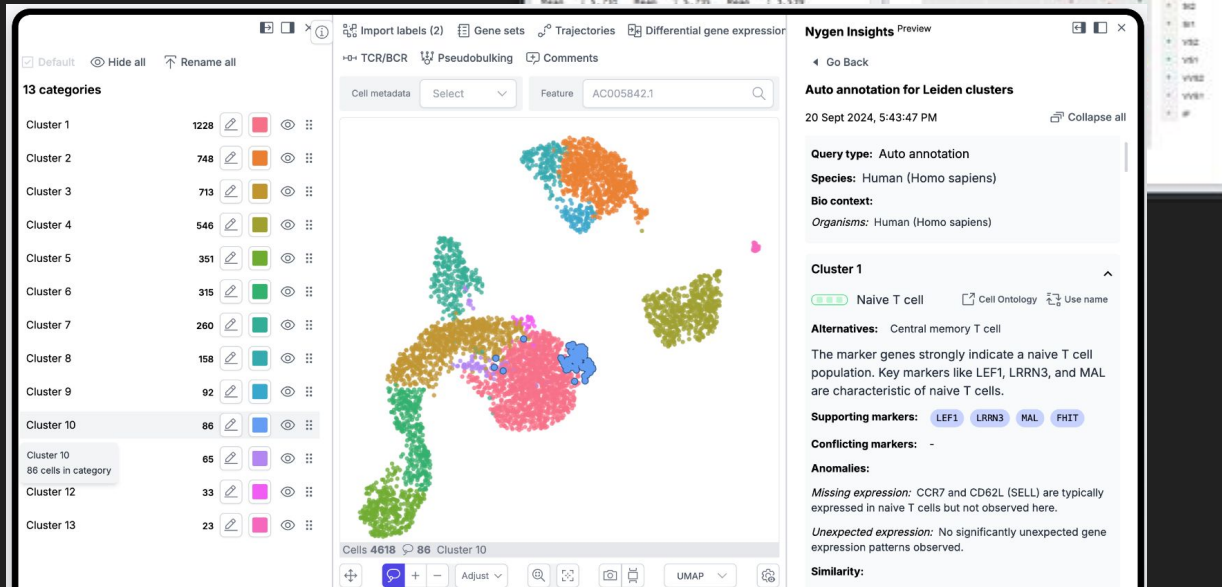 Default
Hide all
Rename all
13 categories
Cluster 1 1228
Cluster 2 748
Cluster 3 713
Cluster 4 546
Cluster 5 351
Cluster 6 315
Cluster 7 260
Cluster 8 158
Cluster 9 92
Cluster 10 86
Cluster 10
86 cells in category
65
Cluster 12 33
Cluster 13 23
Import labels (2) Gene sets Trajectories Differential gene expression
TCR/BCR Pseudobulking Comments
Cell metadata Select Feature AC005842.1
Cells 4618 86 Cluster 10
Adjust UMAP
Nygen Insights Preview
Go Back
Auto annotation for Leiden clusters
20 Sept 2024, 5:43:47 PM Collapse all
Query type: Auto annotation
Species: Human (Homo sapiens)
Bio context:
Organisms: Human (Homo sapiens)
Cluster 1
Naive T cell Cell Ontology Use name
Alternatives: Central memory T cell
The marker genes strongly indicate a naive T cell
population. Key markers like LEF1, LRRN3, and MAL
are characteristic of naive T cells.
Supporting markers: LEF1 LRRN3 MAL FHIT
Conflicting markers: -
Anomalies:
Missing expression: CCR7 and CD62L (SELL) are typically
expressed in naive T cells but not observed here.
Unexpected expression: No significantly unexpected gene
expression patterns observed.
Similarity:
SI2
SI1
VS2
VS1
VVS2
VVS1
IF